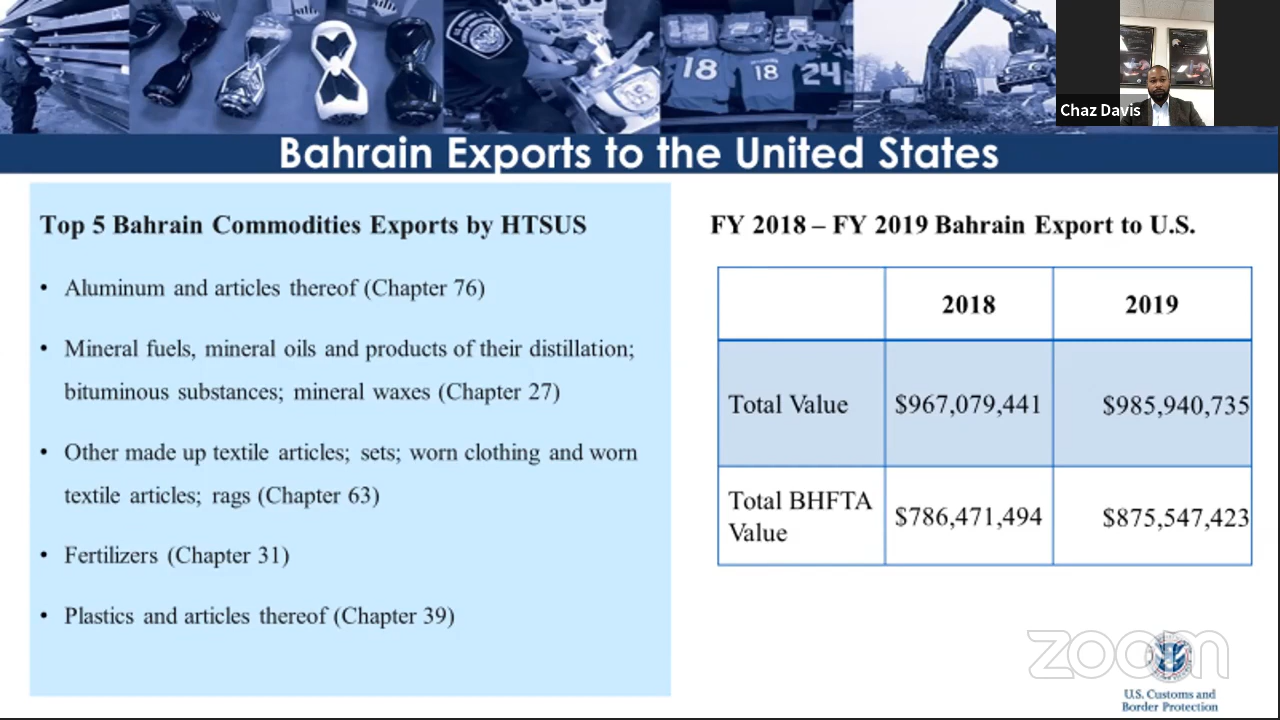 18
18
24
Chaz Davis
Bahrain Exports to the United States
Top 5 Bahrain Commodities Exports by HTSUS
• Aluminum and articles thereof (Chapter 76)
• Mineral fuels, mineral oils and products of their distillation;
bituminous substances; mineral waxes (Chapter 27)
• Other made up textile articles; sets; worn clothing and worn
textile articles; rags (Chapter 63)
• Fertilizers (Chapter 31)
• Plastics and articles thereof (Chapter 39)
FY 2018 – FY 2019 Bahrain Export to U.S.
2018 2019
Total Value $967,079,441 $985,940,735
Total BHFTA
Value $786,471,494 $875,547,423
zoom
U.S. Customs and
Border Protection